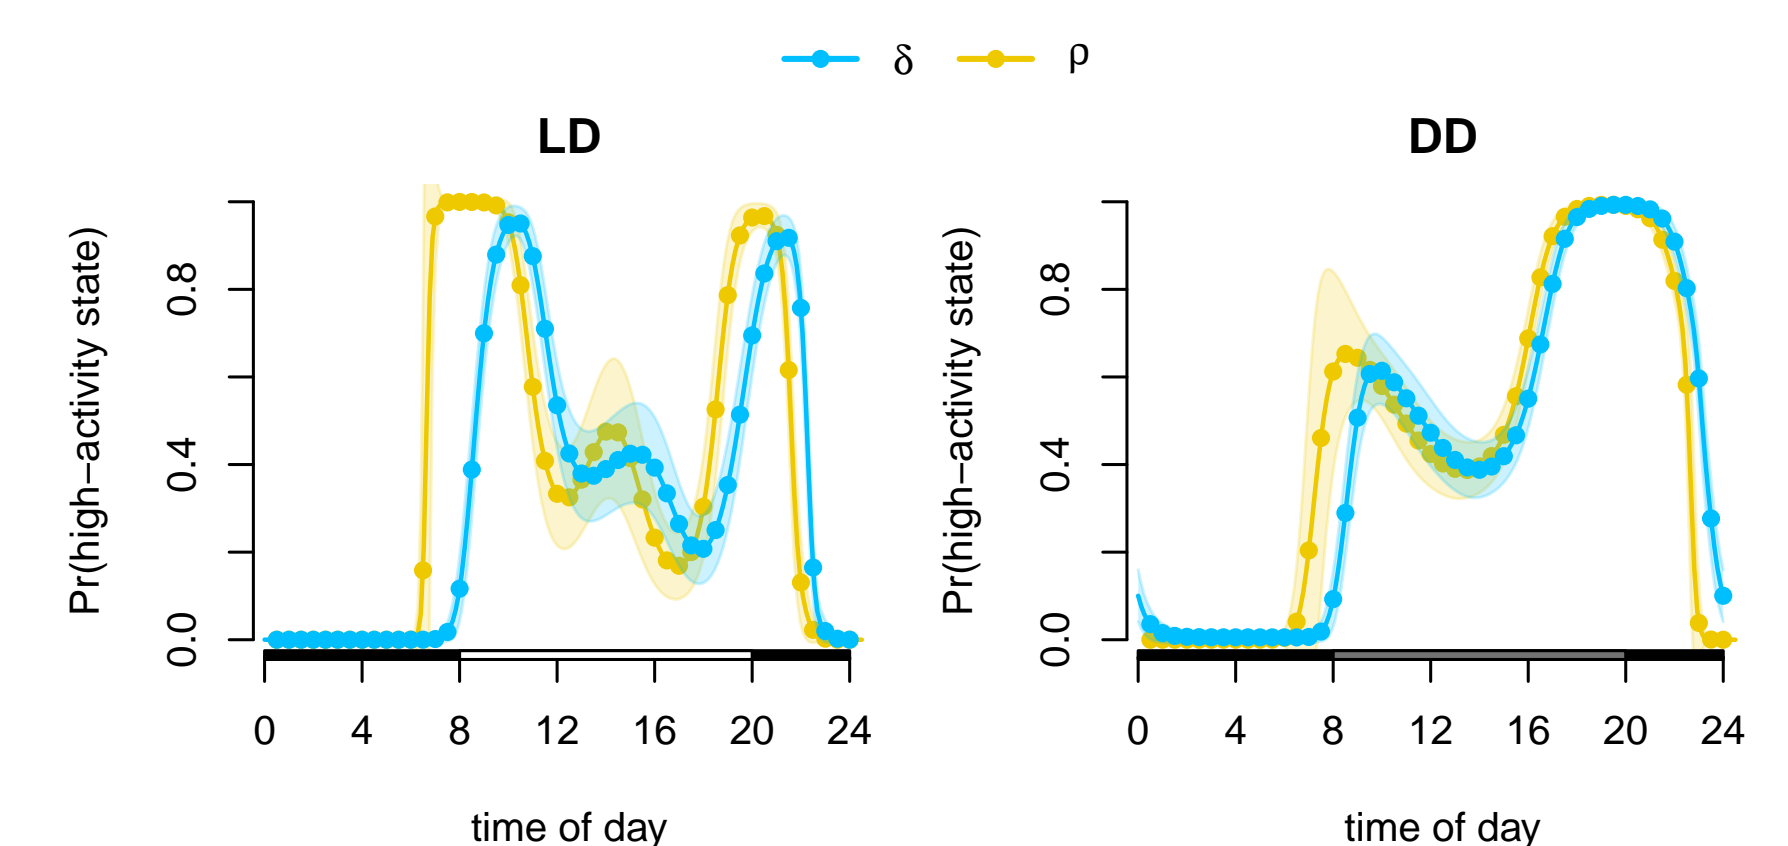 δ ρ
LD
Pr(high−activity state)
0.0 0.4 0.8
0 4 8 12 16 20 24
time of day
DD
Pr(high−activity state)
0.0 0.4 0.8
0 4 8 12 16 20 24
time of day